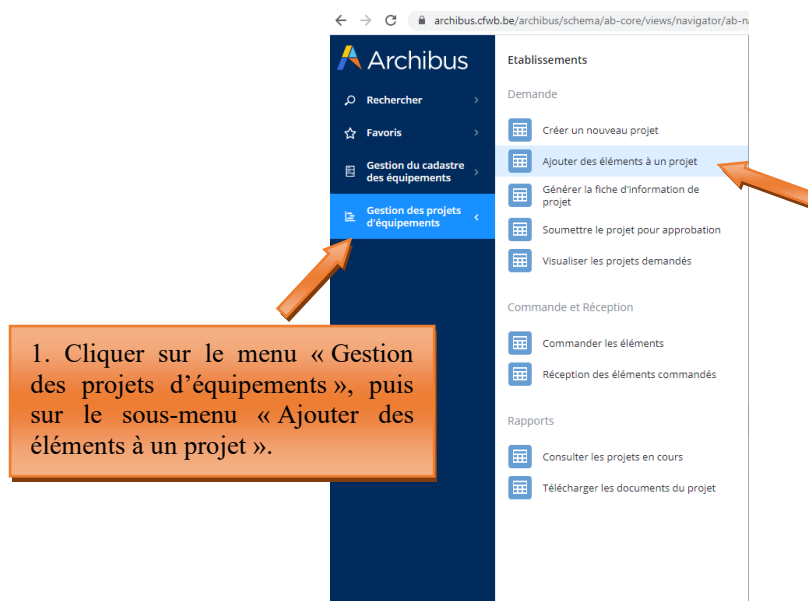 archibus.cfwb.be/archibus/schema/ab-core/views/navigator/ab-n
Archibus
Rechercher
Favoris
Gestion du cadastre
des équipements
Gestion des projets
d'équipements
Etablissements
Demande
Créer un nouveau projet
Ajouter des éléments à un projet
Générer la fiche d'information de
projet
Soumettre le projet pour approbation
Visualiser les projets demandés
Commande et Réception
Commander les éléments
Réception des éléments commandés
Rapports
Consulter les projets en cours
Télécharger les documents du projet
1. Cliquer sur le menu « Gestion
des projets d’équipements », puis
sur le sous-menu « Ajouter des
éléments à un projet ».